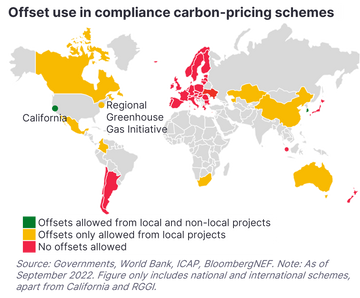 Offset use in compliance carbon-pricing schemes
California
Regional
Greenhouse
Gas Initiative
Offsets allowed from local and non-local projects
Offsets only allowed from local projects
No offsets allowed
Source: Governments, World Bank, ICAP, BloombergNEF. Note: As of
September 2022. Figure only includes national and international schemes,
apart from California and RGGI.